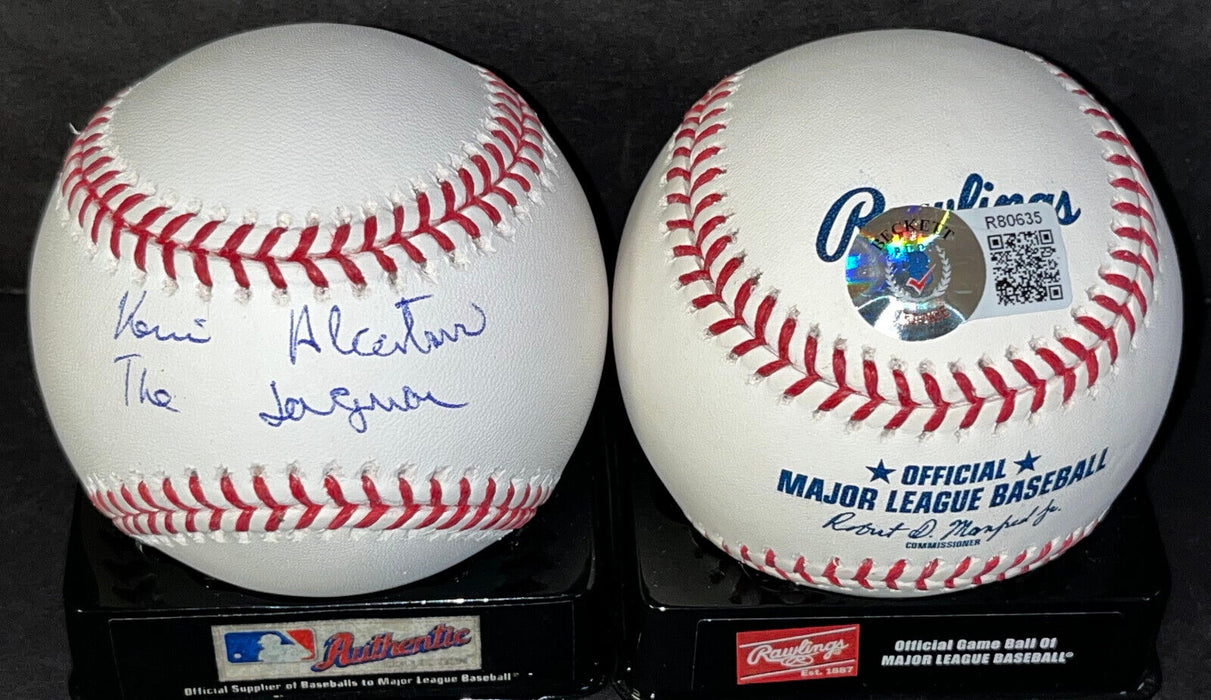 Kevin Alcantara
The Jaguar
Authentic
Official Supplier of Baseballs to Major League Baseball®
Rawlings
BECKETT
R80635
★ OFFICIAL ★
MAJOR LEAGUE BASEBALL
Robert D. Manfred Jr.
COMMISSIONER
Rawlings
Est. 1887
Official Game Ball Of
MAJOR LEAGUE BASEBALL®